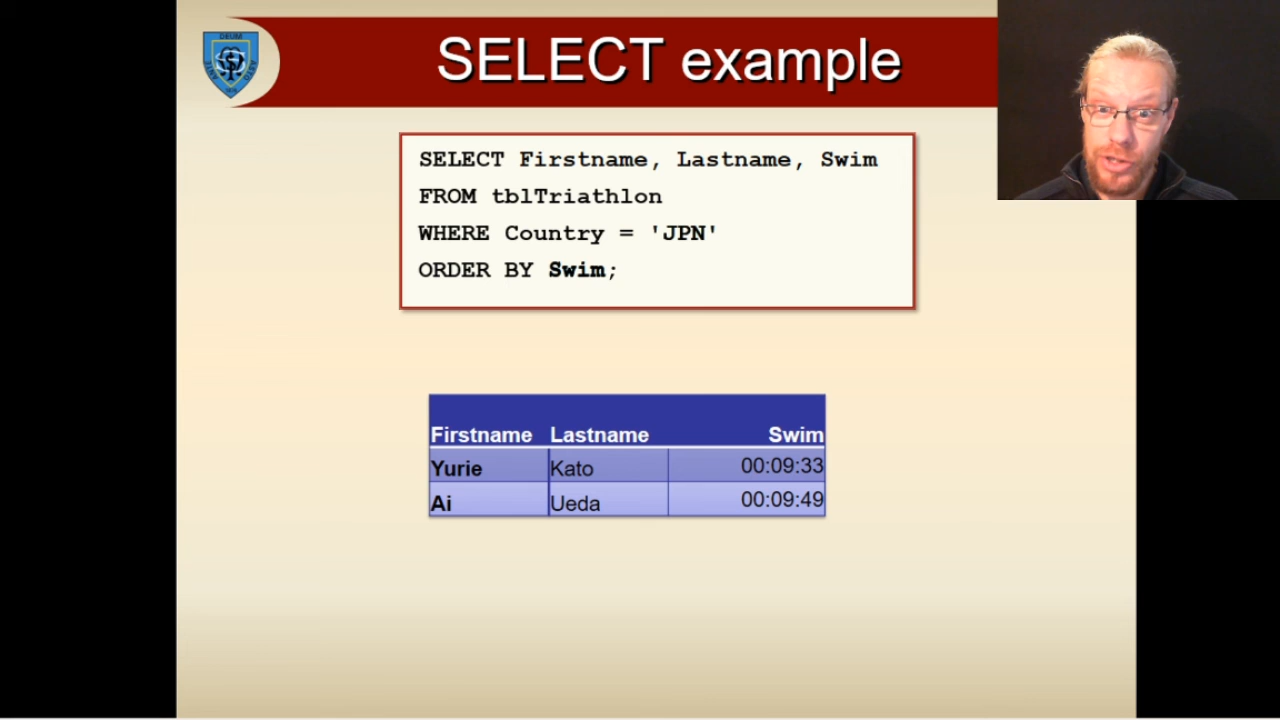 SELECT example
SELECT Firstname, Lastname, Swim
FROM tblTriathlon
WHERE Country = 'JPN'
ORDER BY Swim;
Firstname Lastname Swim
Yurie Kato 00:09:33
Ai Ueda 00:09:49